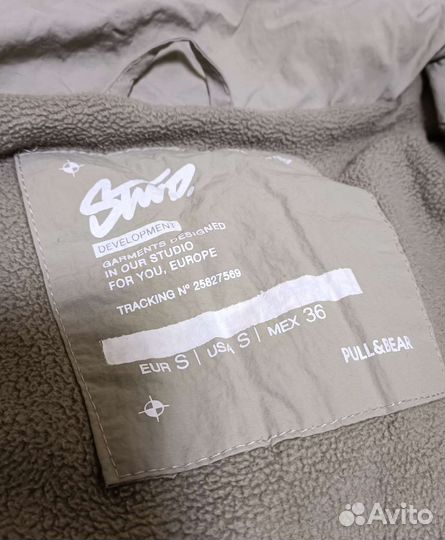 STWD.
DEVELOPMENT
GARMENTS DESIGNED
IN OUR STUDIO
FOR YOU, EUROPE
TRACKING Nº 25827569
EUR S | USA S | MEX 36
PULL&BEAR
Avito